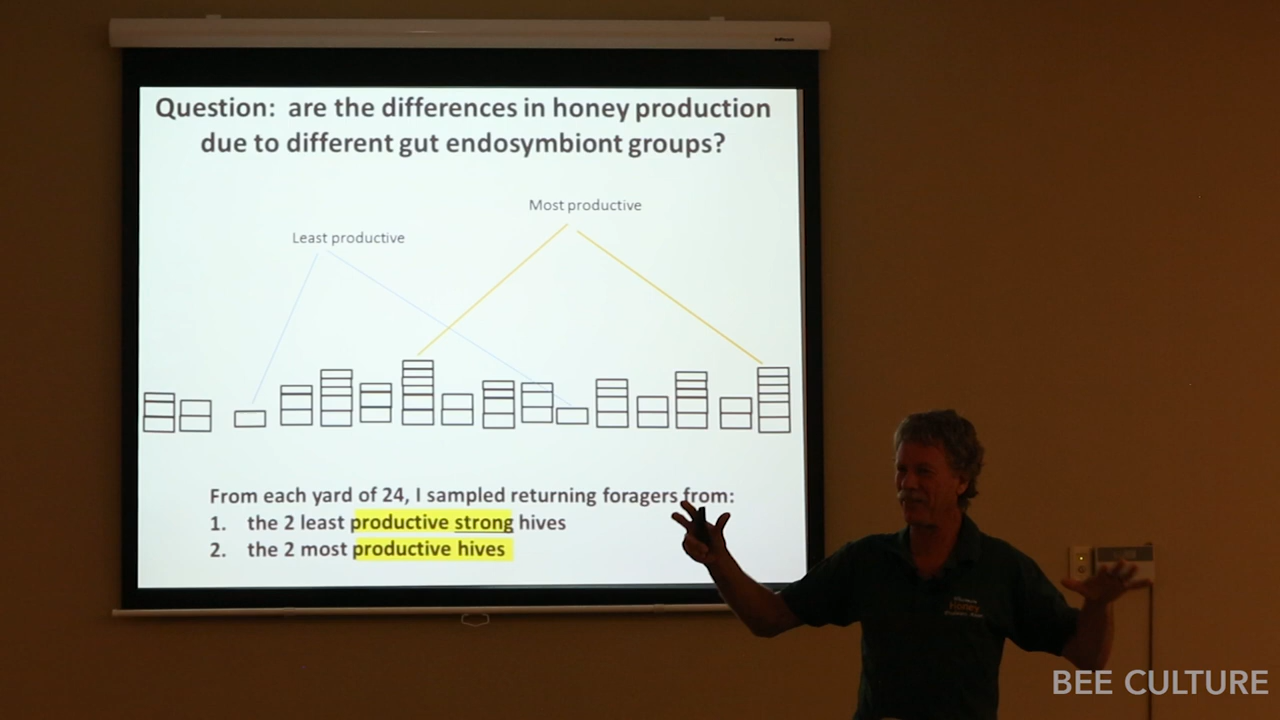 Question: are the differences in honey production
due to different gut endosymbiont groups?
Most productive
Least productive
From each yard of 24, I sampled returning foragers from:
1. the 2 least productive strong hives
2. the 2 most productive hives
Honey
BEE CULTURE